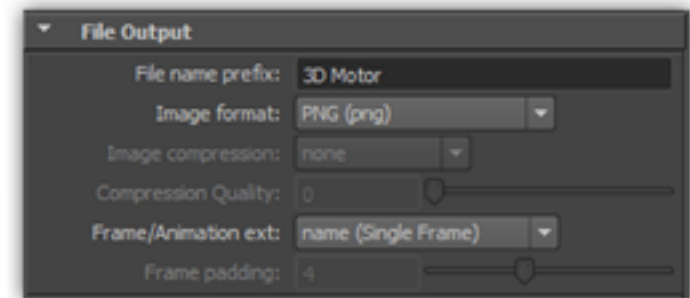 File Output
File name prefix: 3D Motor
Image format: PNG (png)
Image compression: none
Compression Quality: 0
Frame/Animation ext: name (Single Frame)
Frame padding: 4